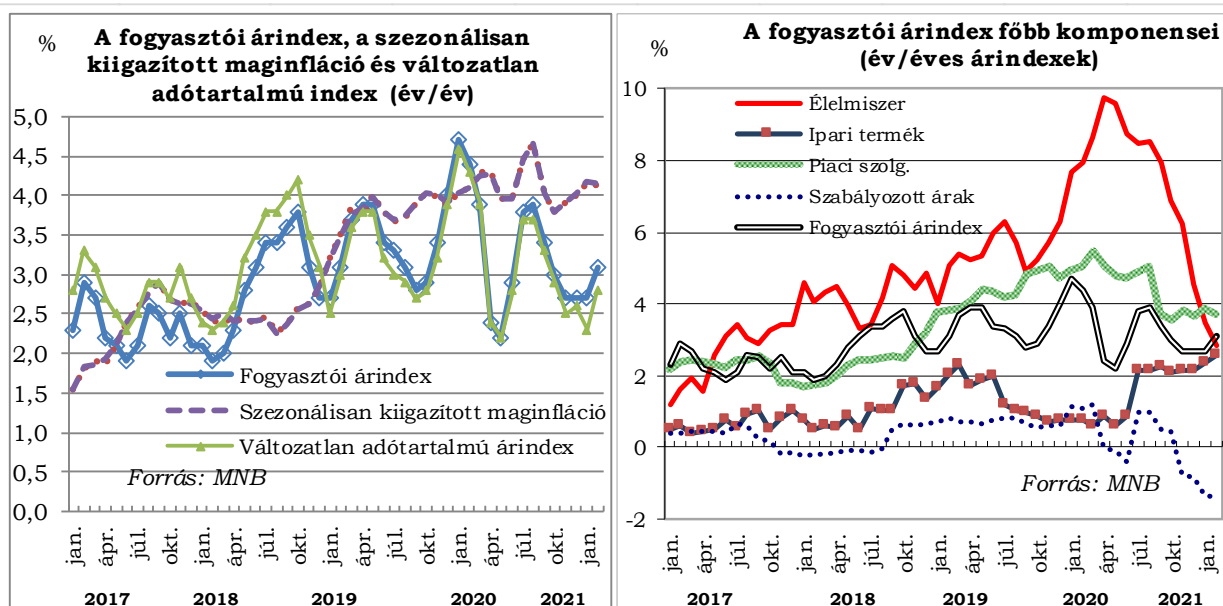 %
A fogyasztói árindex, a szezonálisan
kiigazított maginfláció és változatlan
adótartalmú index (év/év)
5,0
4,5
4,0
3,5
3,0
2,5
2,0
1,5
1,0
0,5
0,0
Fogyasztói árindex
Szezonálisan kiigazított maginfláció
Változatlan adótartalmú árindex
Forrás: MNB
jan.
ápr.
júl.
okt.
jan.
ápr.
júl.
okt.
jan.
ápr.
júl.
okt.
jan.
ápr.
júl.
okt.
jan.
2017
2018
2019
2020
2021
%
A fogyasztói árindex főbb komponensei
(év/éves árindexek)
10
8
6
4
2
0
-2
Élelmiszer
Ipari termék
Piaci szolg.
Szabályozott árak
Fogyasztói árindex
Forrás: MNB
jan.
ápr.
júl.
okt.
jan.
ápr.
júl.
okt.
jan.
ápr.
júl.
okt.
jan.
ápr.
júl.
okt.
jan.
2017
2018
2019
2020
2021